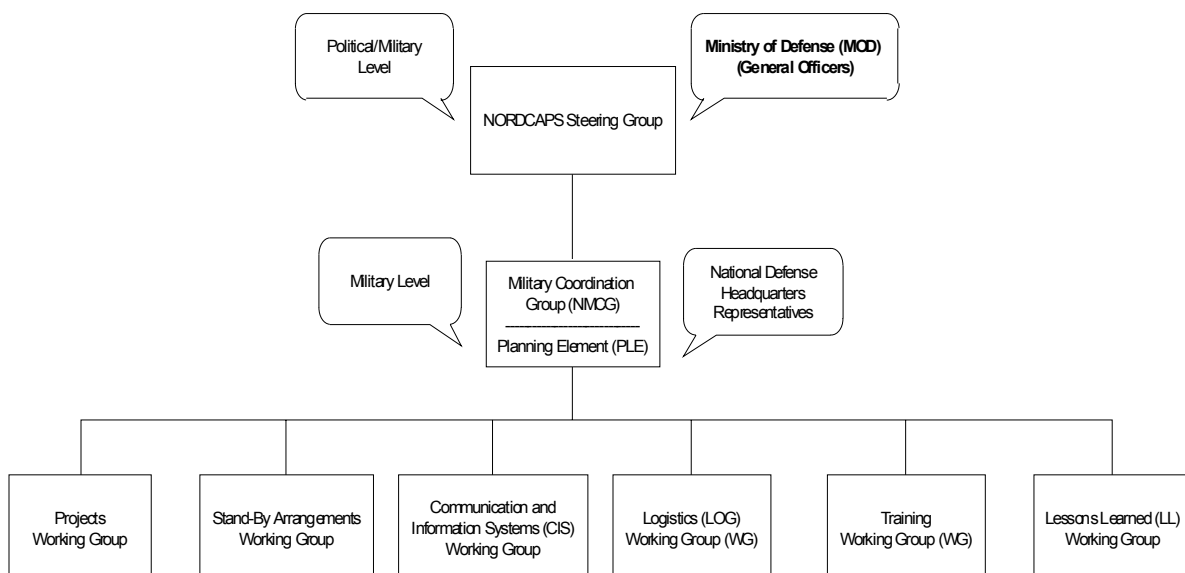 Political/Military
Level
Ministry of Defense (MOD)
(General Officers)
NORDCAPS Steering Group
Military Level
Military Coordination
Group (NMCG)
----------------------------
Planning Element (PLE)
National Defense
Headquarters
Representatives
Projects
Working Group
Stand-By Arrangements
Working Group
Communication and
Information Systems (CIS)
Working Group
Logistics (LOG)
Working Group (WG)
Training
Working Group (WG)
Lessons Learned (LL)
Working Group